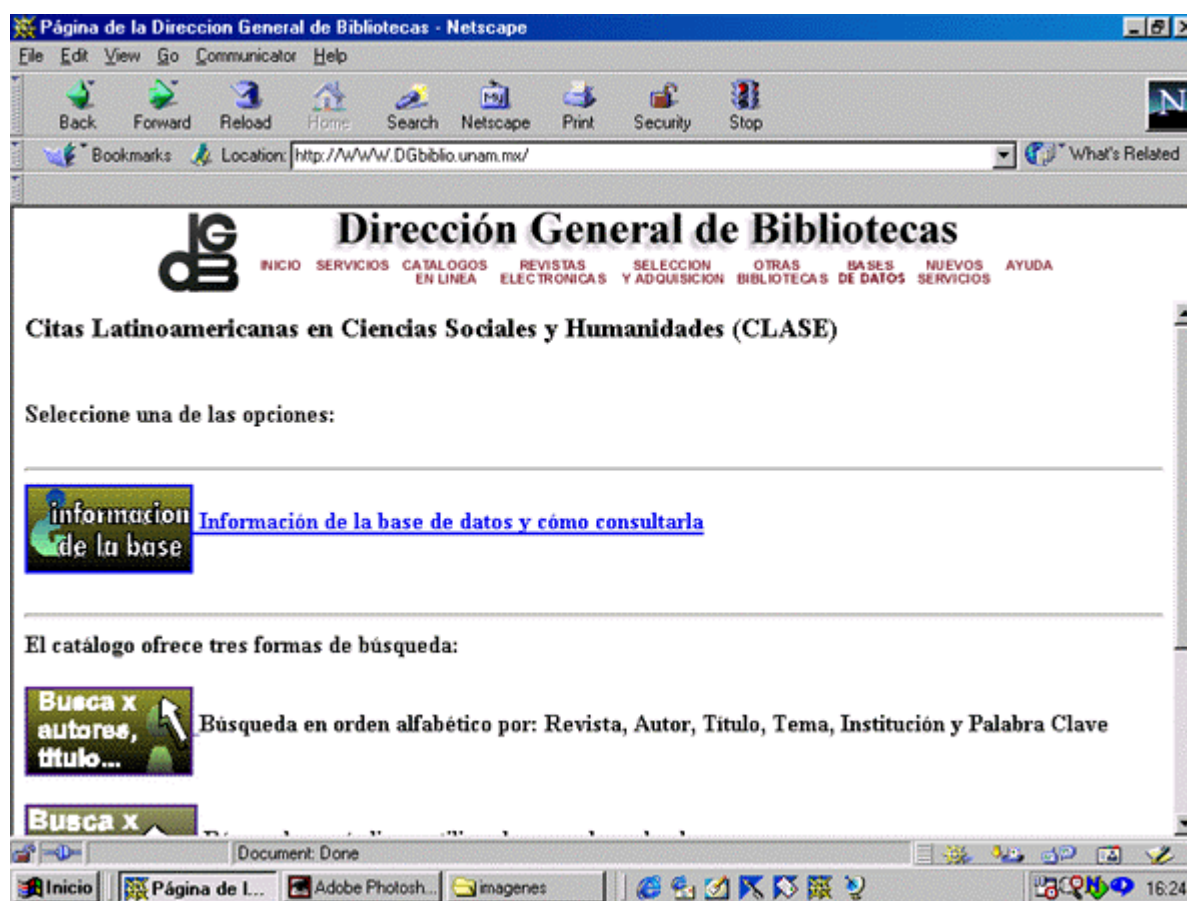 Página de la Direccion General de Bibliotecas - Netscape
File Edit View Go Communicator Help
Back Forward Reload Home Search Netscape Print Security Stop
Bookmarks Location: http://WWW.DGbiblio.unam.mx/ What's Related
Dirección General de Bibliotecas
INICIO SERVICIOS CATALOGOS EN LINEA REVISTAS ELECTRONICAS SELECCION Y ADQUISICION OTRAS BIBLIOTECAS BASES DE DATOS NUEVOS SERVICIOS AYUDA
Citas Latinoamericanas en Ciencias Sociales y Humanidades (CLASE)
Seleccione una de las opciones:
informacion de la base
Información de la base de datos y cómo consultarla
El catálogo ofrece tres formas de búsqueda:
Busca x autores, título...
Búsqueda en orden alfabético por: Revista, Autor, Título, Tema, Institución y Palabra Clave
Busca x
Document: Done
Inicio Página de l... Adobe Photosh... imagenes 16:24